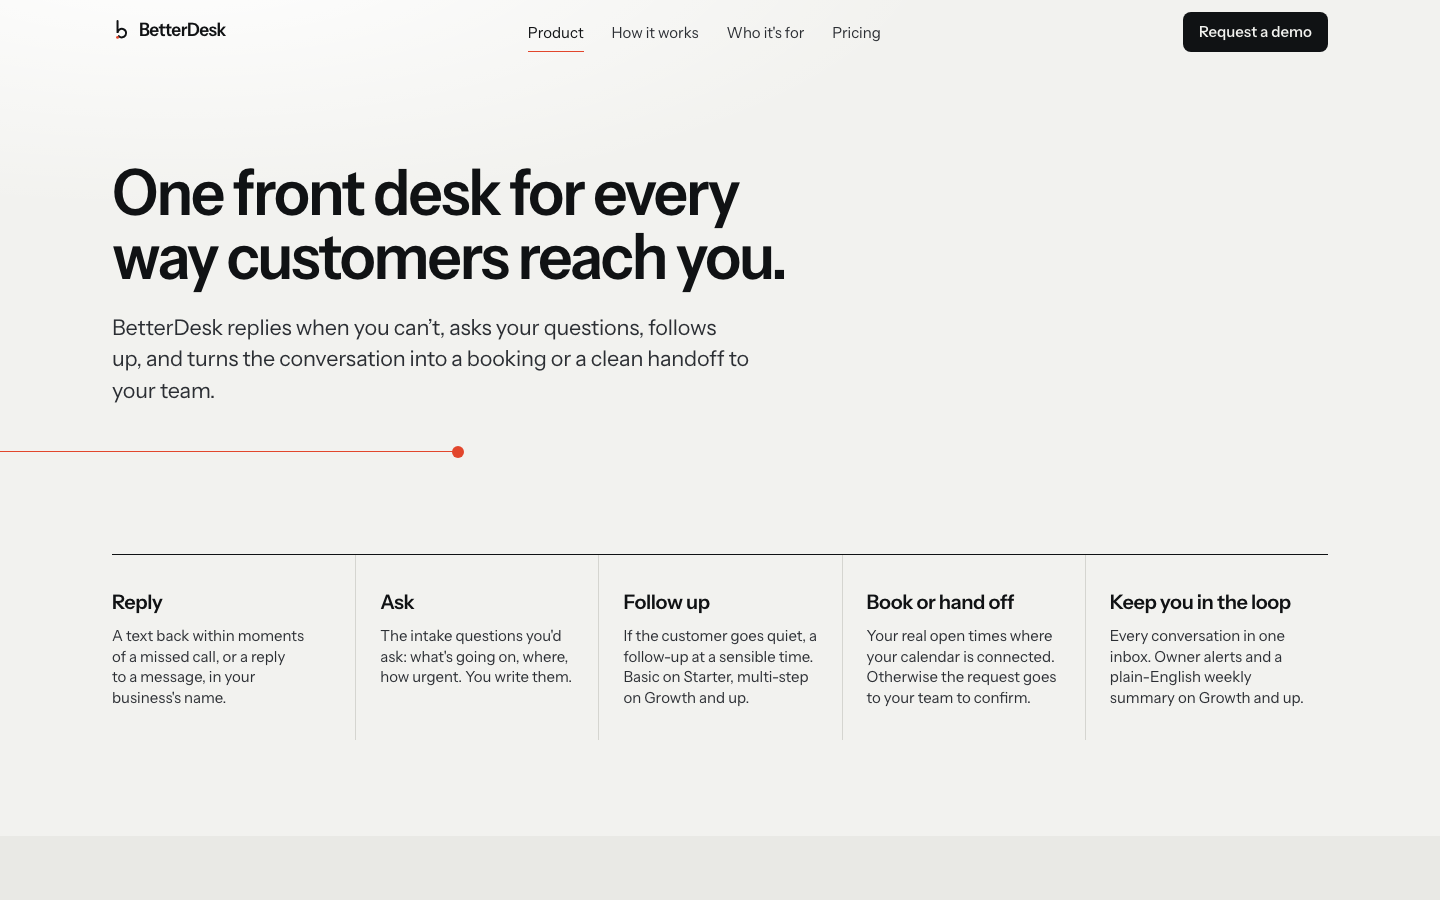 BetterDesk
Product
How it works
Who it's for
Pricing
Request a demo
One front desk for every
way customers reach you.
BetterDesk replies when you can’t, asks your questions, follows
up, and turns the conversation into a booking or a clean handoff to
your team.
Reply
A text back within moments
of a missed call, or a reply
to a message, in your
business's name.
Ask
The intake questions you'd
ask: what's going on, where,
how urgent. You write them.
Follow up
If the customer goes quiet, a
follow-up at a sensible time.
Basic on Starter, multi-step
on Growth and up.
Book or hand off
Your real open times where
your calendar is connected.
Otherwise the request goes
to your team to confirm.
Keep you in the loop
Every conversation in one
inbox. Owner alerts and a
plain-English weekly
summary on Growth and up.